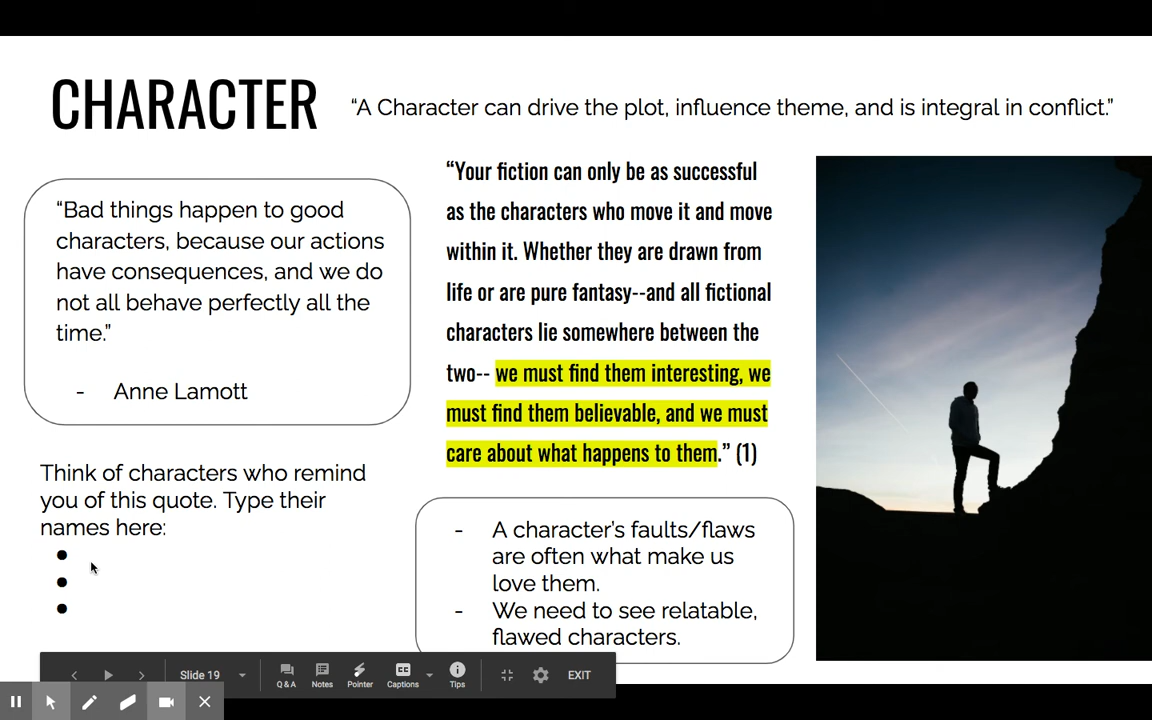 CHARACTER
“A Character can drive the plot, influence theme, and is integral in conflict.”
“Bad things happen to good
characters, because our actions
have consequences, and we do
not all behave perfectly all the
time.”
- Anne Lamott
Think of characters who remind
you of this quote. Type their
names here:
“Your fiction can only be as successful
as the characters who move it and move
within it. Whether they are drawn from
life or are pure fantasy--and all fictional
characters lie somewhere between the
two-- we must find them interesting, we
must find them believable, and we must
care about what happens to them.” (1)
- A character’s faults/flaws
are often what make us
love them.
- We need to see relatable,
flawed characters.
Slide 19
Q & A
Notes
Pointer
Captions
Tips
EXIT